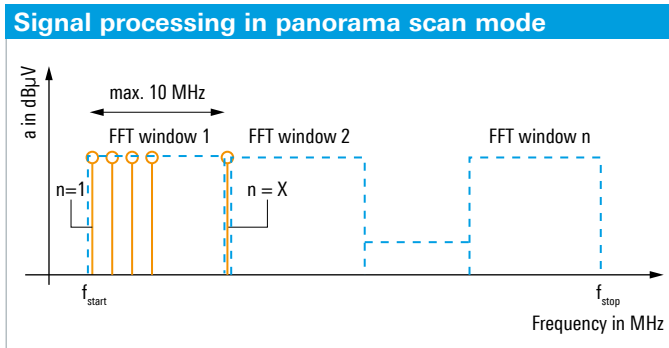 Signal processing in panorama scan mode
a in dBµV
max. 10 MHz
FFT window 1
FFT window 2
FFT window n
n=1
n = X
fstart
fstop
Frequency in MHz